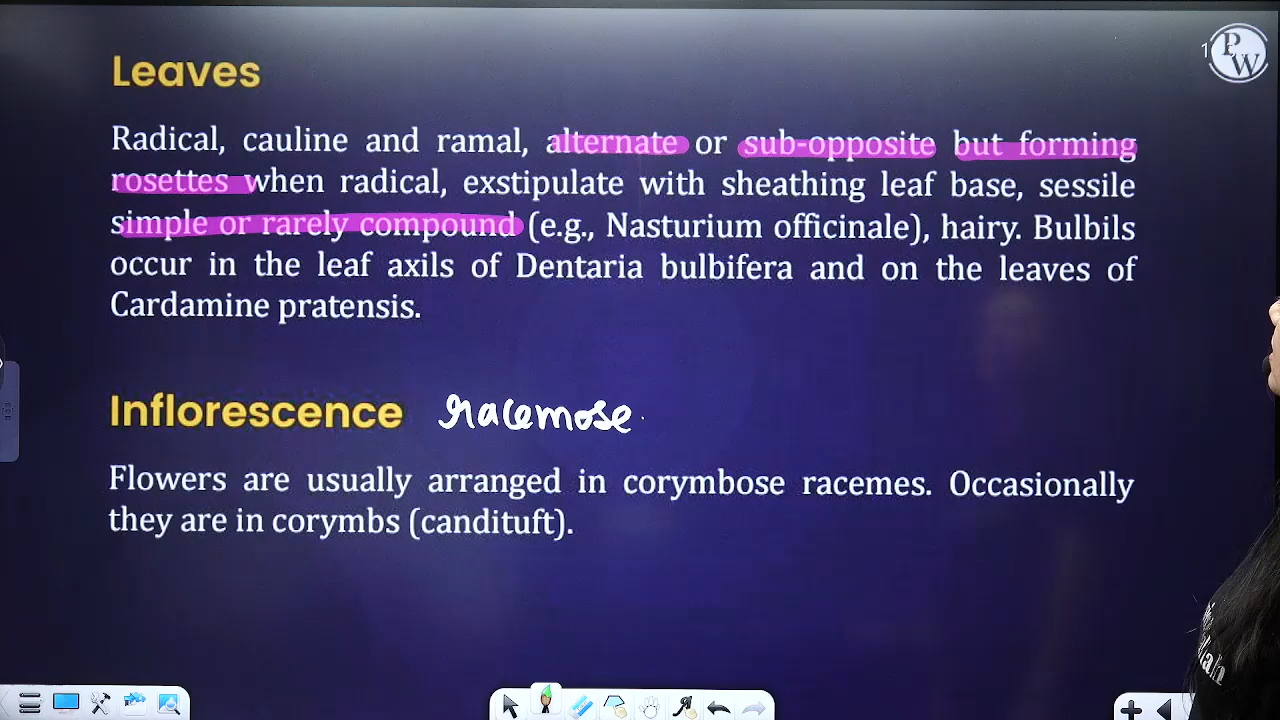 Leaves
1 PW
Radical, cauline and ramal, alternate or sub-opposite but forming
rosettes when radical, exstipulate with sheathing leaf base, sessile
simple or rarely compound (e.g., Nasturium officinale), hairy. Bulbils
occur in the leaf axils of Dentaria bulbifera and on the leaves of
Cardamine pratensis.
Inflorescence racemose
Flowers are usually arranged in corymbose racemes. Occasionally
they are in corymbs (candituft).